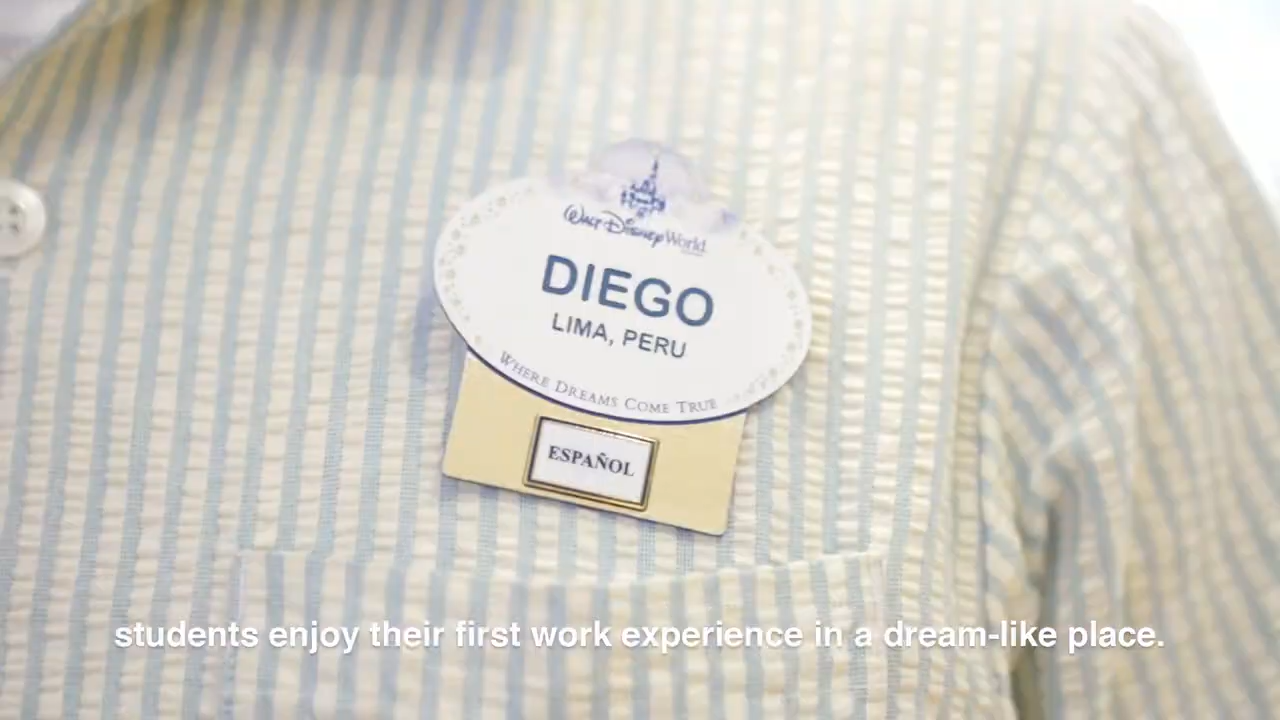 Walt Disney World
DIEGO
LIMA, PERU
WHERE DREAMS COME TRUE
ESPAÑOL
students enjoy their first work experience in a dream-like place.